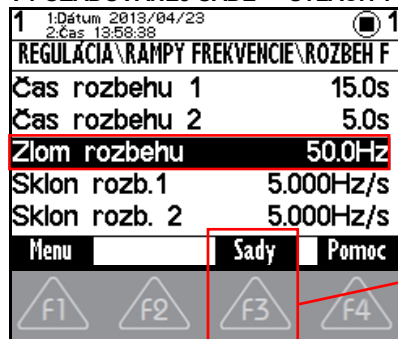 1 1:Dátum 2013/04/23 1
2:Čas 13:58:38
REGULÁCIA\RAMPY FREKVENCIE\ROZBEH F
Čas rozbehu 1 15.0s
Čas rozbehu 2 5.0s
Zlom rozbehu 50.0Hz
Sklon rozb.1 5.000Hz/s
Sklon rozb. 2 5.000Hz/s
Menu Sady Pomoc
F1 F2 F3 F4